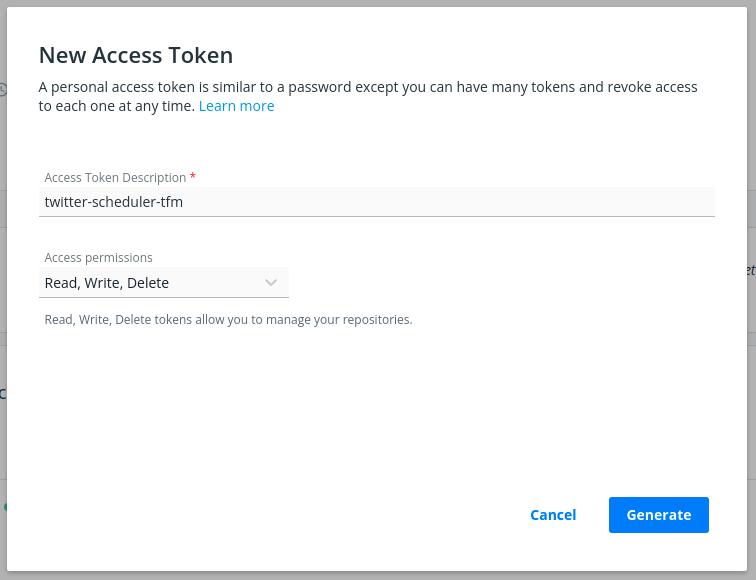 New Access Token
A personal access token is similar to a password except you can have many tokens and revoke access
to each one at any time. Learn more
Access Token Description *
twitter-scheduler-tfm
Access permissions
Read, Write, Delete
Read, Write, Delete tokens allow you to manage your repositories.
Cancel Generate